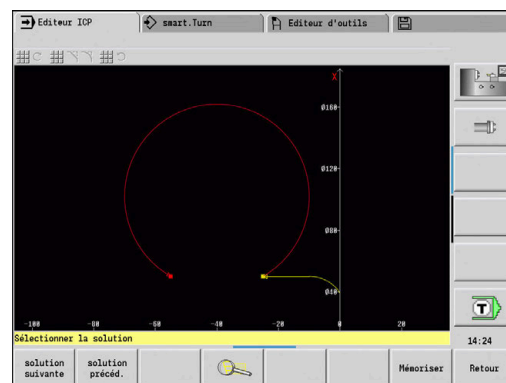 Editeur ICP smart.Turn Editeur d'outils
X
Ø160
Ø120
Ø80
Ø40
-100 -80 -60 -40 -20 0 20
Sélectionner la solution
14:24
solution suivante solution précéd. Mémoriser Retour